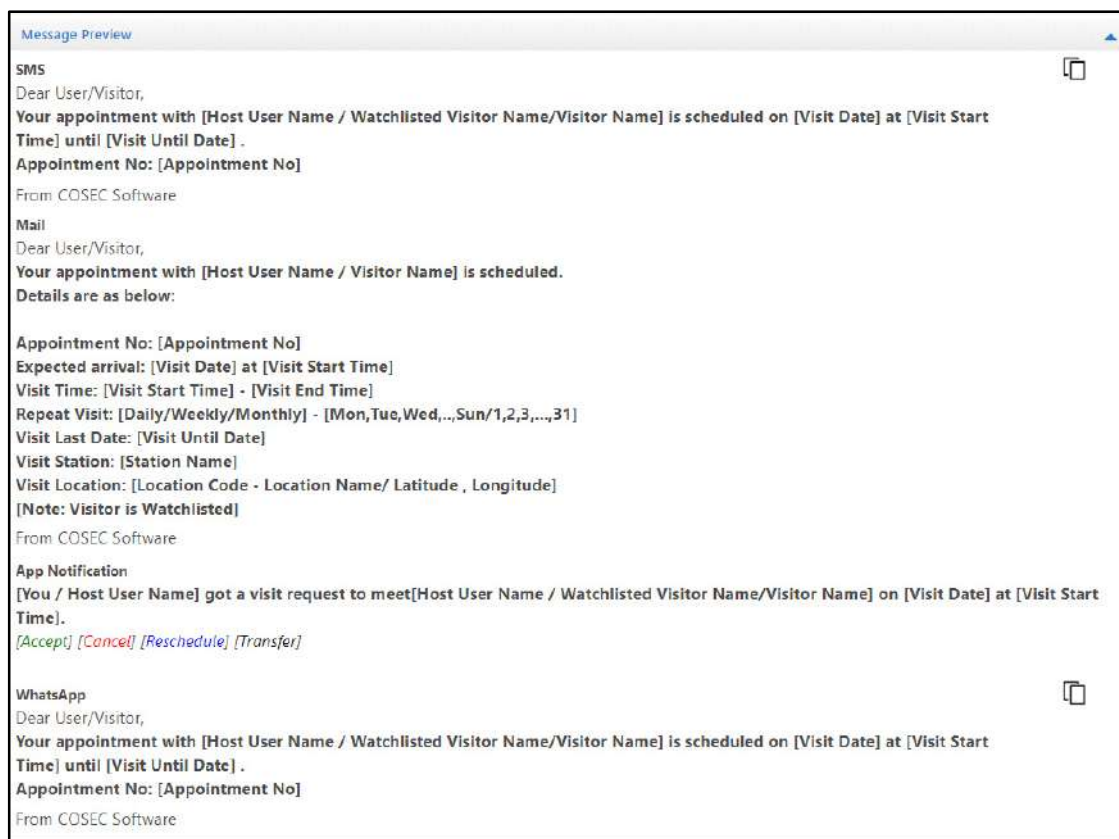 Message Preview
SMS
Dear User/Visitor,
Your appointment with [Host User Name / Watchlisted Visitor Name/Visitor Name] is scheduled on [Visit Date] at [Visit Start
Time] until [Visit Until Date] .
Appointment No: [Appointment No]
From COSEC Software
Mail
Dear User/Visitor,
Your appointment with [Host User Name / Visitor Name] is scheduled.
Details are as below:
Appointment No: [Appointment No]
Expected arrival: [Visit Date] at [Visit Start Time]
Visit Time: [Visit Start Time] - [Visit End Time]
Repeat Visit: [Daily/Weekly/Monthly] - [Mon,Tue,Wed,..,Sun/1,2,3,...,31]
Visit Last Date: [Visit Until Date]
Visit Station: [Station Name]
Visit Location: [Location Code - Location Name/ Latitude , Longitude]
[Note: Visitor is Watchlisted]
From COSEC Software
App Notification
[You / Host User Name] got a visit request to meet[Host User Name / Watchlisted Visitor Name/Visitor Name] on [Visit Date] at [Visit Start
Time].
[Accept] [Cancel] [Reschedule] [Transfer]
WhatsApp
Dear User/Visitor,
Your appointment with [Host User Name / Watchlisted Visitor Name/Visitor Name] is scheduled on [Visit Date] at [Visit Start
Time] until [Visit Until Date] .
Appointment No: [Appointment No]
From COSEC Software